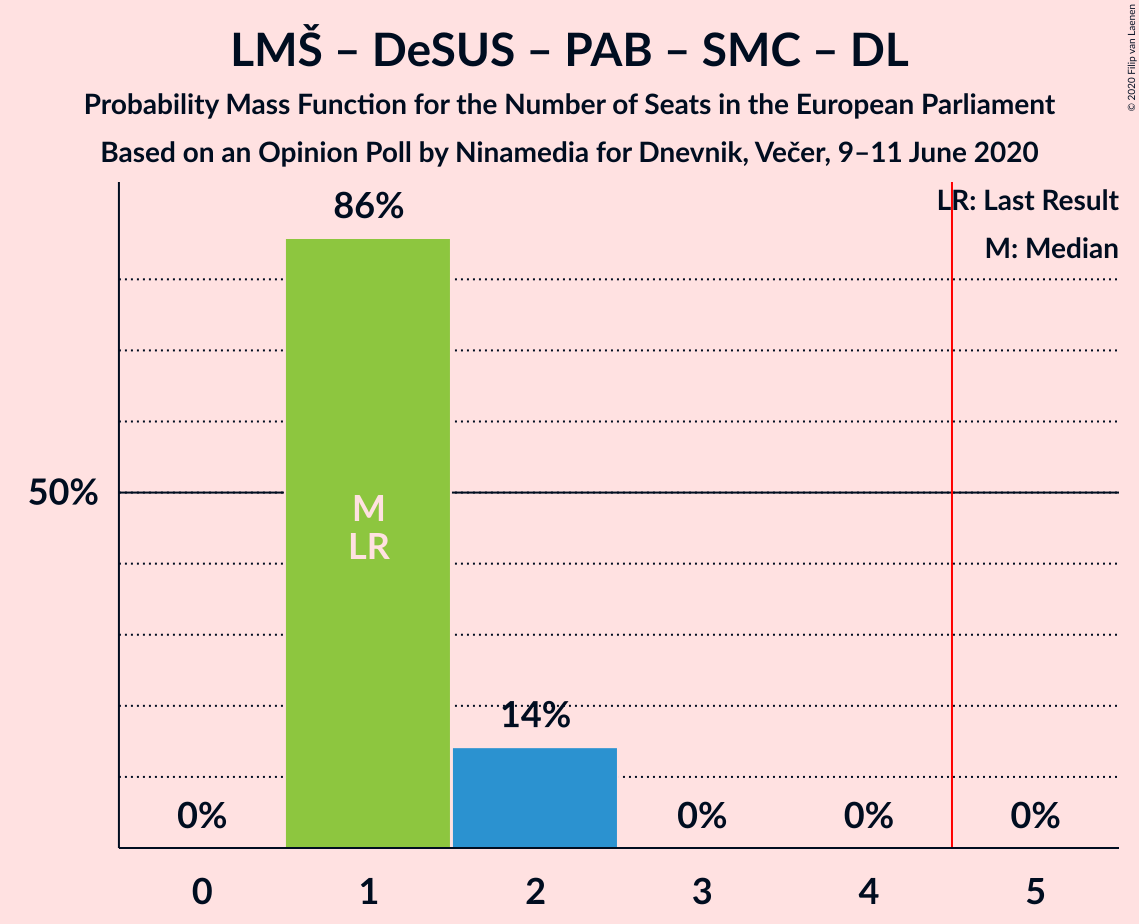 LMŠ – DeSUS – PAB – SMC – DL
Probability Mass Function for the Number of Seats in the European Parliament
Based on an Opinion Poll by Ninamedia for Dnevnik, Večer, 9–11 June 2020
© 2020 Filip van Laenen
LR: Last Result
M: Median
86%
50%
M
LR
14%
0%
0%
0%
0%
0
1
2
3
4
5